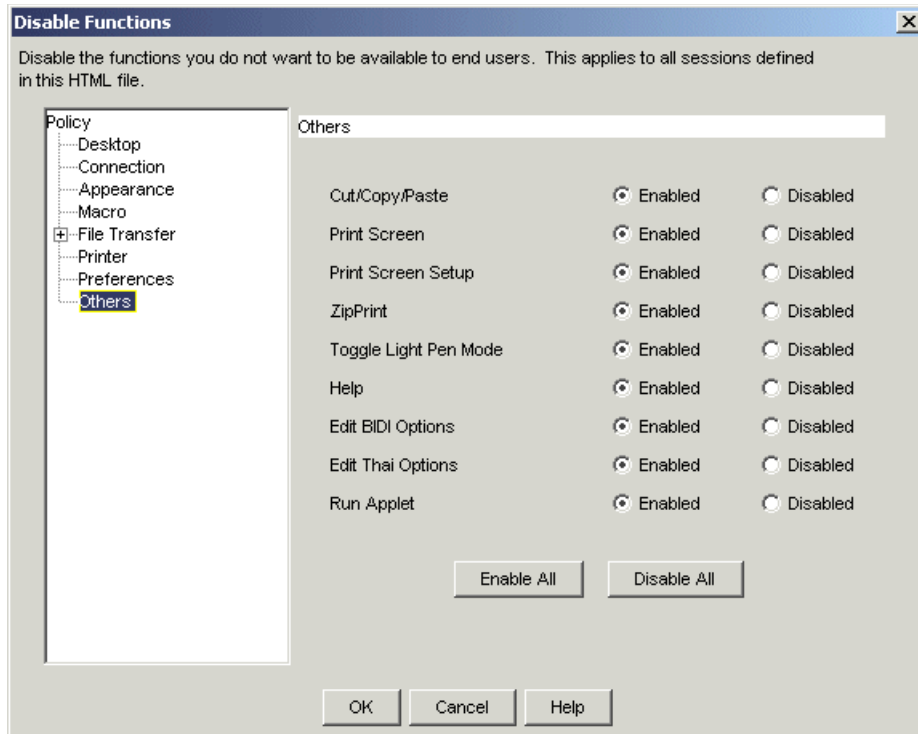 Disable Functions
Disable the functions you do not want to be available to end users. This applies to all sessions defined
in this HTML file.
Policy
Desktop
Connection
Appearance
Macro
File Transfer
Printer
Preferences
Others
Others
Cut/Copy/Paste Enabled Disabled
Print Screen Enabled Disabled
Print Screen Setup Enabled Disabled
ZipPrint Enabled Disabled
Toggle Light Pen Mode Enabled Disabled
Help Enabled Disabled
Edit BIDI Options Enabled Disabled
Edit Thai Options Enabled Disabled
Run Applet Enabled Disabled
Enable All Disable All
OK Cancel Help